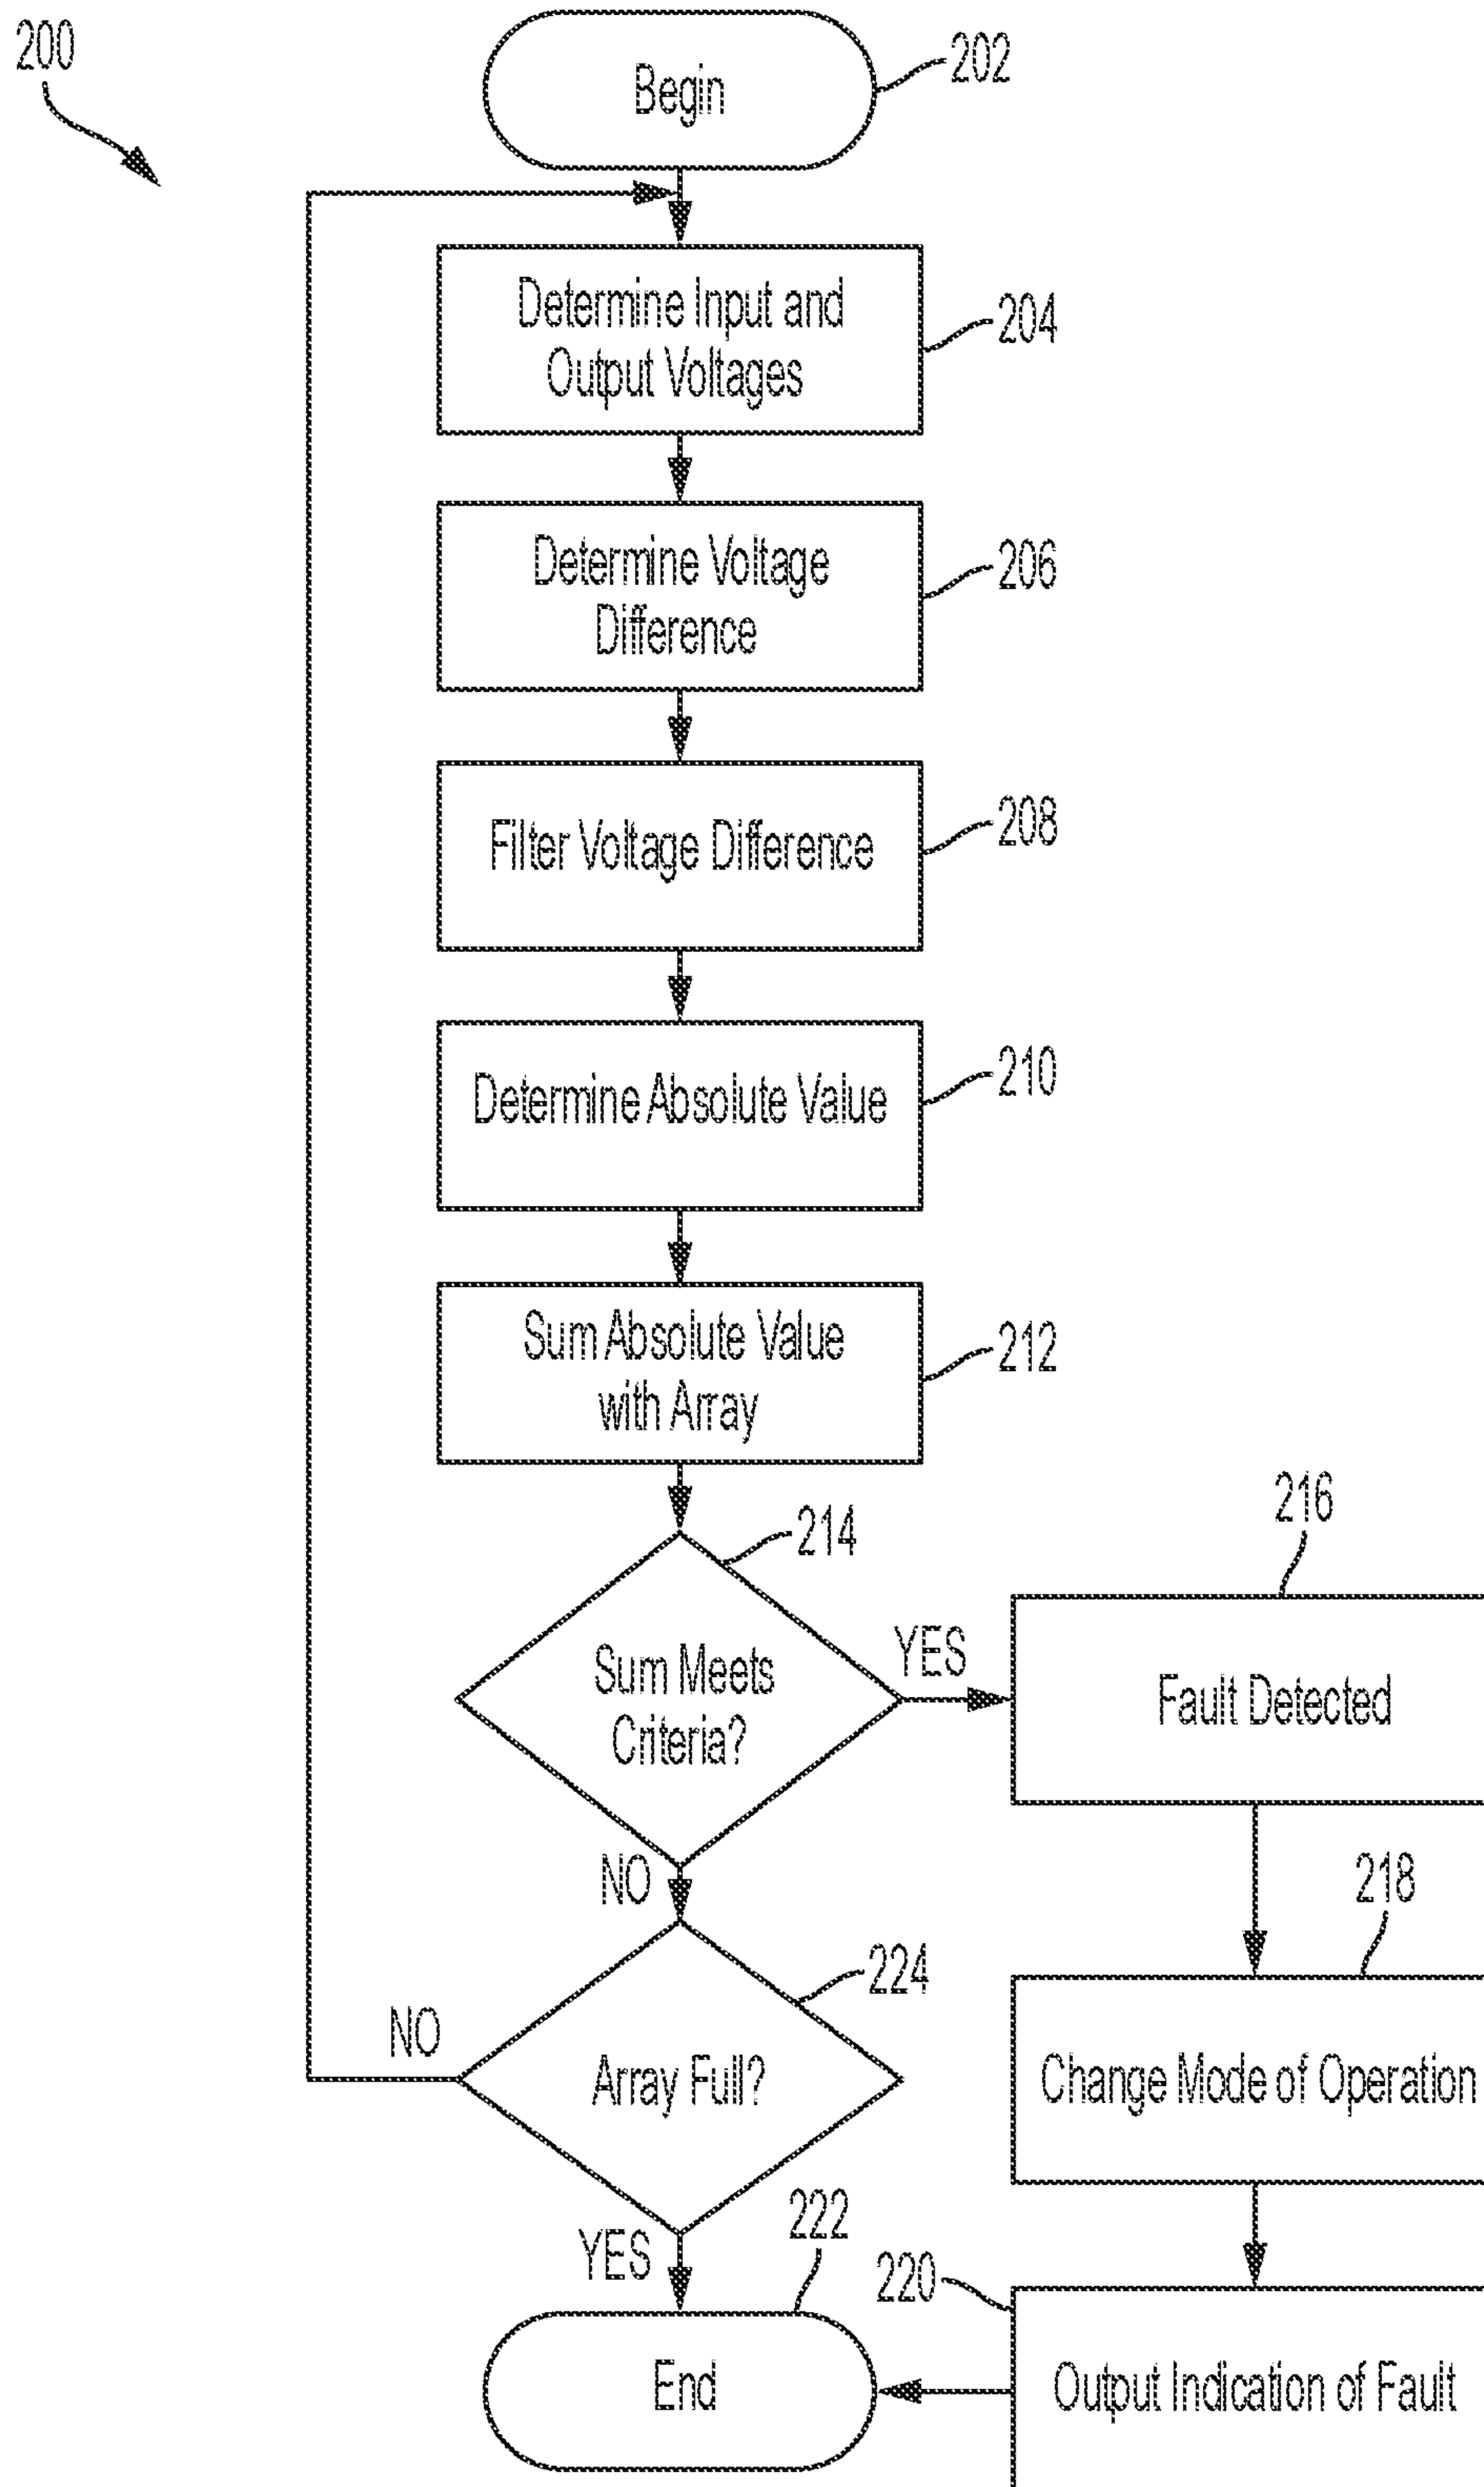 200
Begin
202
Determine Input and
Output Voltages
204
Determine Voltage
Difference
206
Filter Voltage Difference
208
Determine Absolute Value
210
Sum Absolute Value
with Array
212
214
Sum Meets
Criteria?
YES
216
Fault Detected
NO
218
Change Mode of Operation
224
Array Full?
NO
YES
222
End
220
Output Indication of Fault